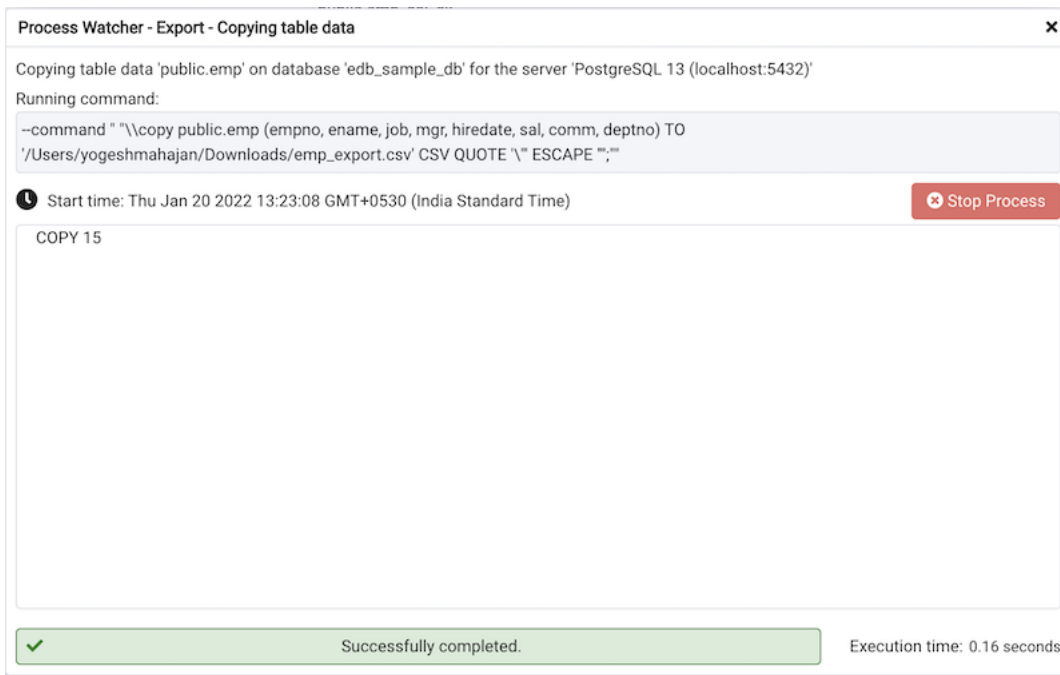 Process Watcher - Export - Copying table data
Copying table data 'public.emp' on database 'edb_sample_db' for the server 'PostgreSQL 13 (localhost:5432)'
Running command:
--command " "\\copy public.emp (empno, ename, job, mgr, hiredate, sal, comm, deptno) TO
'/Users/yogeshmahajan/Downloads/emp_export.csv' CSV QUOTE '\"' ESCAPE '"';""
Start time: Thu Jan 20 2022 13:23:08 GMT+0530 (India Standard Time)
Stop Process
COPY 15
Successfully completed.
Execution time: 0.16 seconds